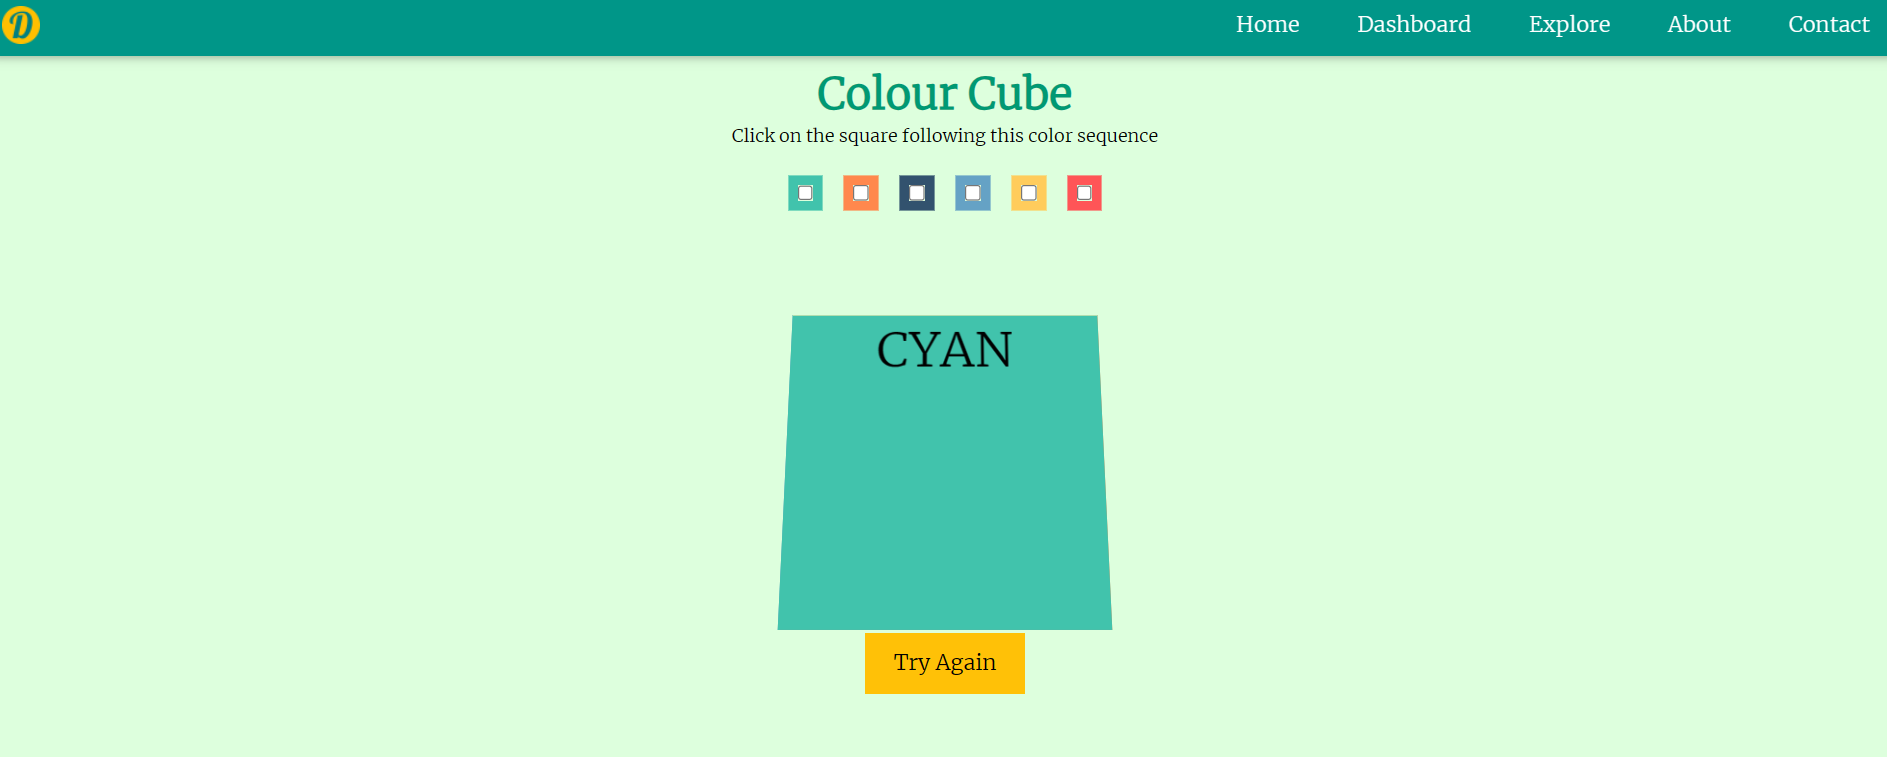 D
Home Dashboard Explore About Contact
Colour Cube
Click on the square following this color sequence
CYAN
Try Again